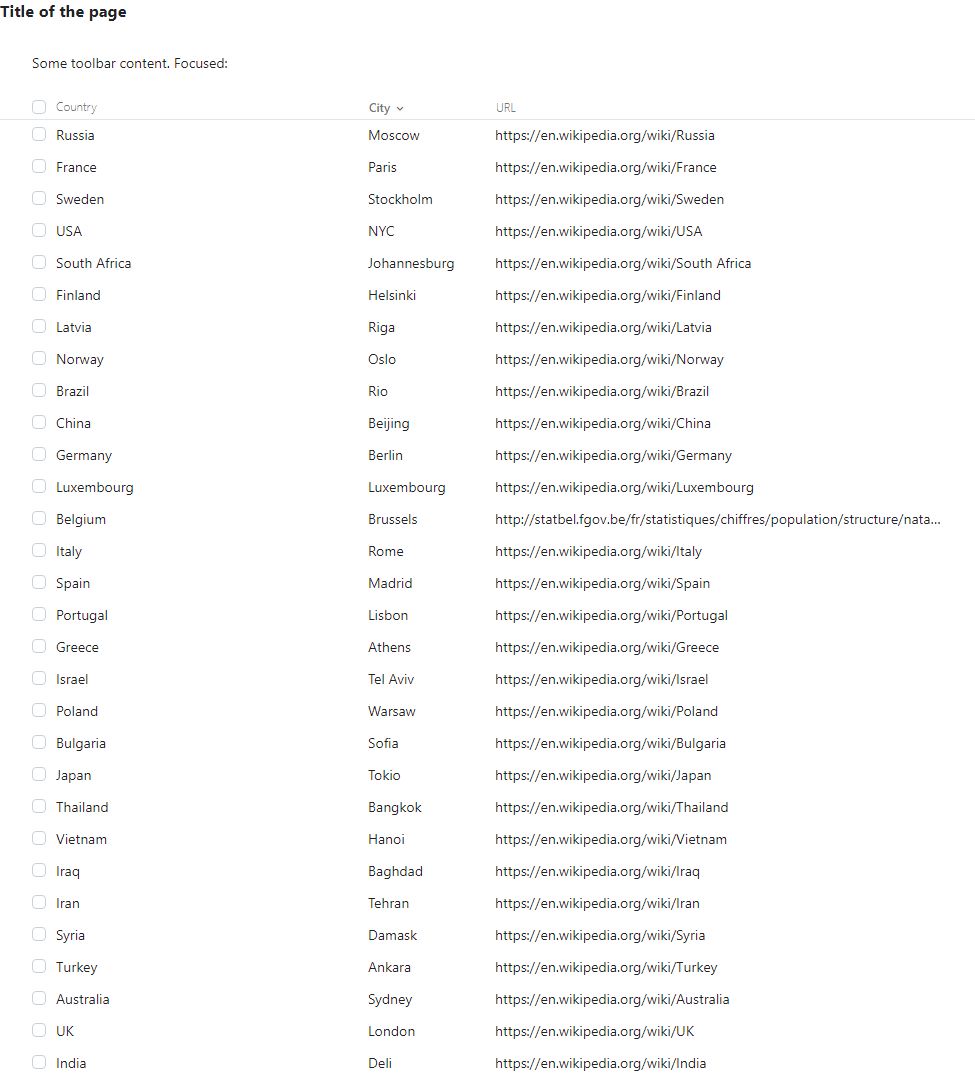 Title of the page
Some toolbar content. Focused:
Country City URL
Russia Moscow https://en.wikipedia.org/wiki/Russia
France Paris https://en.wikipedia.org/wiki/France
Sweden Stockholm https://en.wikipedia.org/wiki/Sweden
USA NYC https://en.wikipedia.org/wiki/USA
South Africa Johannesburg https://en.wikipedia.org/wiki/South Africa
Finland Helsinki https://en.wikipedia.org/wiki/Finland
Latvia Riga https://en.wikipedia.org/wiki/Latvia
Norway Oslo https://en.wikipedia.org/wiki/Norway
Brazil Rio https://en.wikipedia.org/wiki/Brazil
China Beijing https://en.wikipedia.org/wiki/China
Germany Berlin https://en.wikipedia.org/wiki/Germany
Luxembourg Luxembourg https://en.wikipedia.org/wiki/Luxembourg
Belgium Brussels http://statbel.fgov.be/fr/statistiques/chiffres/population/structure/nata...
Italy Rome https://en.wikipedia.org/wiki/Italy
Spain Madrid https://en.wikipedia.org/wiki/Spain
Portugal Lisbon https://en.wikipedia.org/wiki/Portugal
Greece Athens https://en.wikipedia.org/wiki/Greece
Israel Tel Aviv https://en.wikipedia.org/wiki/Israel
Poland Warsaw https://en.wikipedia.org/wiki/Poland
Bulgaria Sofia https://en.wikipedia.org/wiki/Bulgaria
Japan Tokio https://en.wikipedia.org/wiki/Japan
Thailand Bangkok https://en.wikipedia.org/wiki/Thailand
Vietnam Hanoi https://en.wikipedia.org/wiki/Vietnam
Iraq Baghdad https://en.wikipedia.org/wiki/Iraq
Iran Tehran https://en.wikipedia.org/wiki/Iran
Syria Damask https://en.wikipedia.org/wiki/Syria
Turkey Ankara https://en.wikipedia.org/wiki/Turkey
Australia Sydney https://en.wikipedia.org/wiki/Australia
UK London https://en.wikipedia.org/wiki/UK
India Deli https://en.wikipedia.org/wiki/India